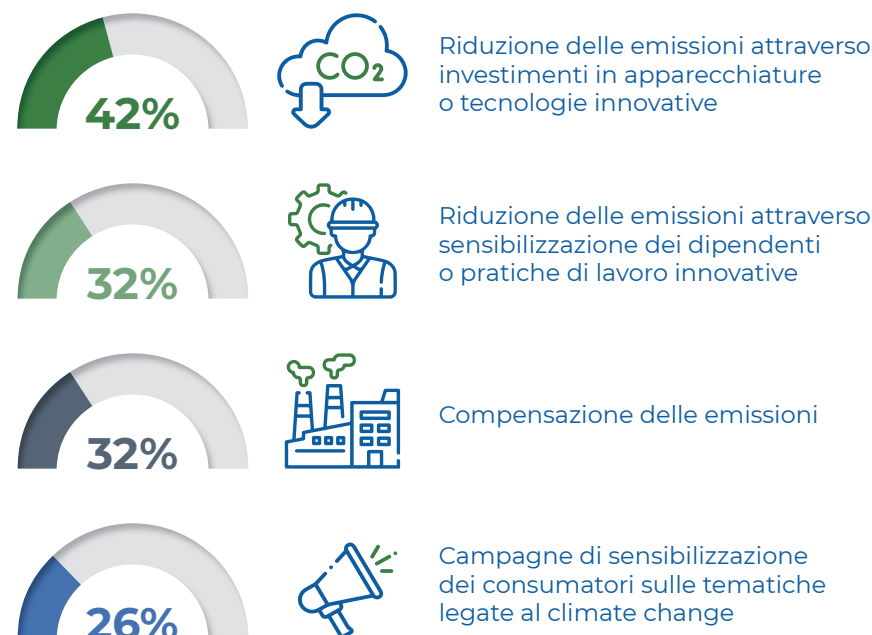 42%
CO2
Riduzione delle emissioni attraverso
investimenti in apparecchiature
o tecnologie innovative
32%
Riduzione delle emissioni attraverso
sensibilizzazione dei dipendenti
o pratiche di lavoro innovative
32%
Compensazione delle emissioni
26%
Campagne di sensibilizzazione
dei consumatori sulle tematiche
legate al climate change